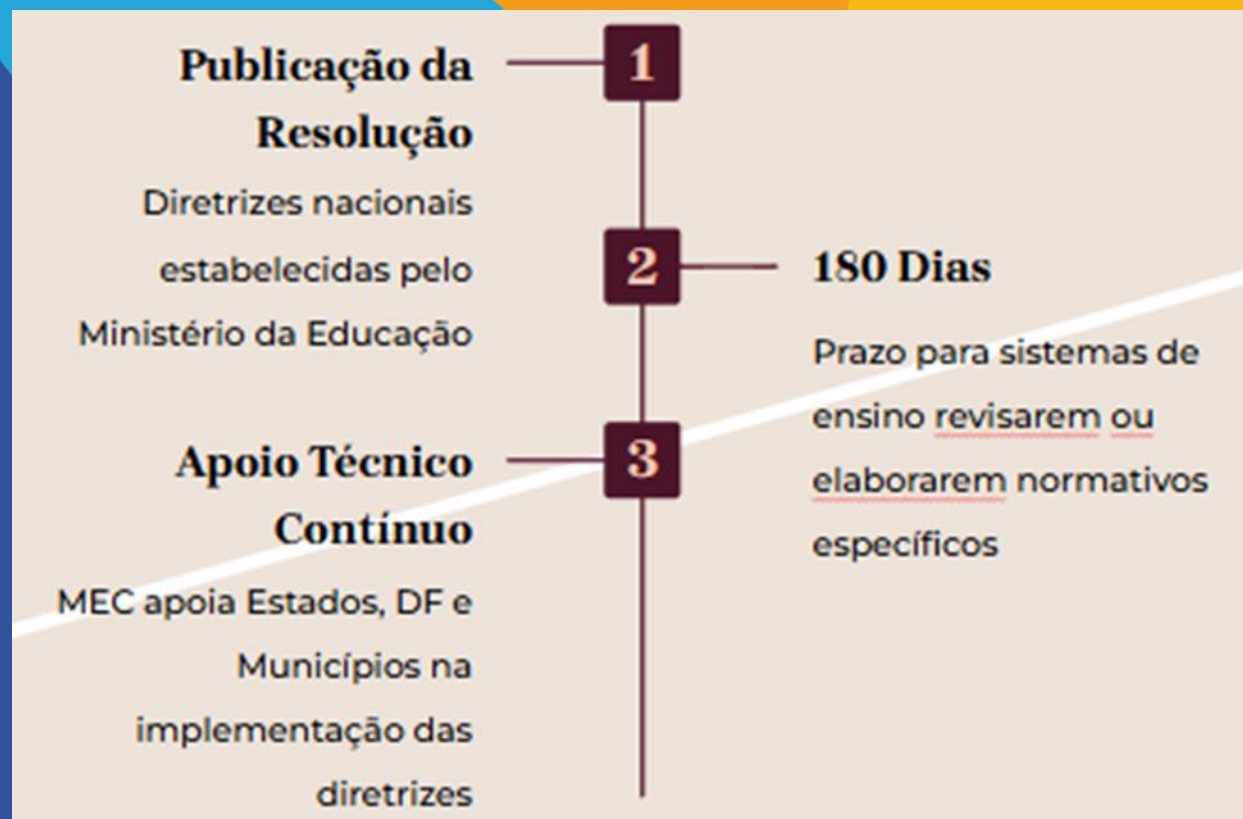 1
Publicação da
Resolução
Diretrizes nacionais
estabelecidas pelo
Ministério da Educação
2
180 Dias
Prazo para sistemas de
ensino revisarem ou
elaborarem normativos
específicos
3
Apoio Técnico
Contínuo
MEC apoia Estados, DF e
Municípios na
implementação das
diretrizes